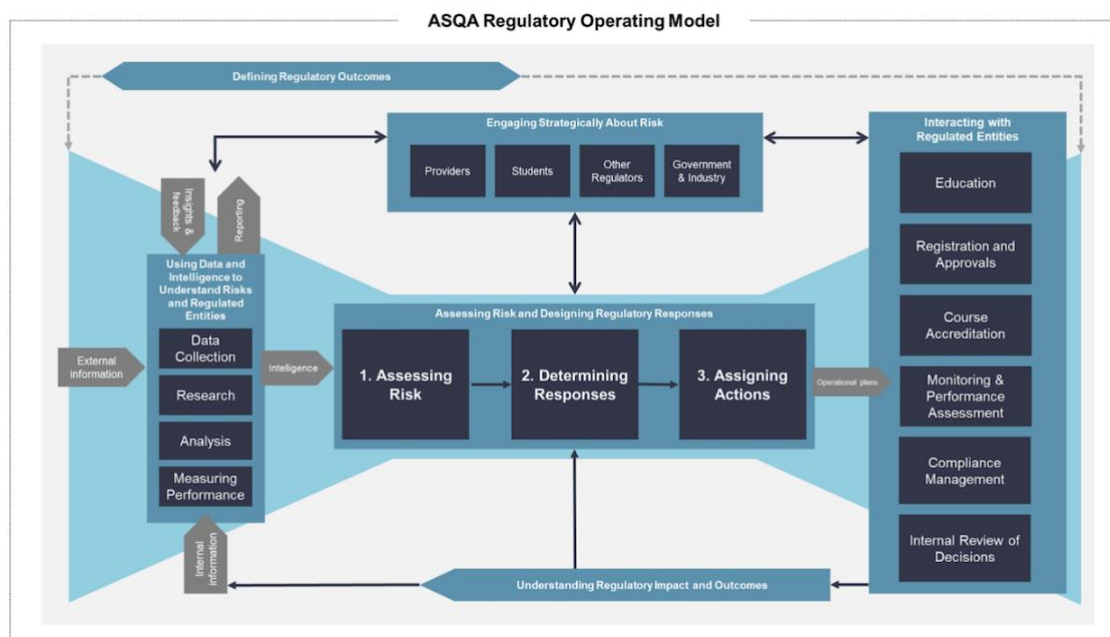 ASQA Regulatory Operating Model
Defining Regulatory Outcomes
Engaging Strategically About Risk
Providers
Students
Other
Regulators
Government
& Industry
Interacting with
Regulated Entities
Education
Registration and
Approvals
Course
Accreditation
Monitoring &
Performance
Assessment
Compliance
Management
Internal Review of
Decisions
Insights &
feedback
Reporting
Using Data and
Intelligence to
Understand Risks
and Regulated
Entities
Data
Collection
Research
Analysis
Measuring
Performance
External
information
Intelligence
Assessing Risk and Designing Regulatory Responses
1. Assessing
Risk
2. Determining
Responses
3. Assigning
Actions
Operational plans
Internal
information
Understanding Regulatory Impact and Outcomes